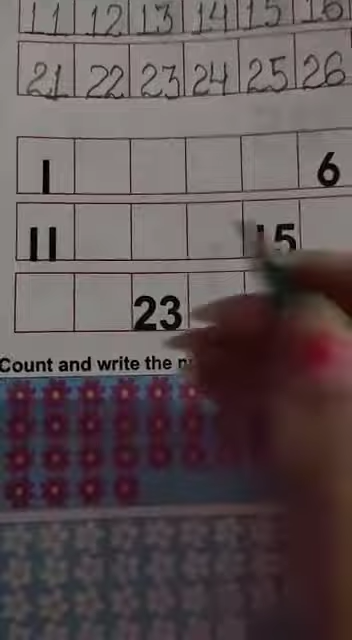 11 12 13 14 15 16
21 22 23 24 25 26
1 6
11 15
23
Count and write the